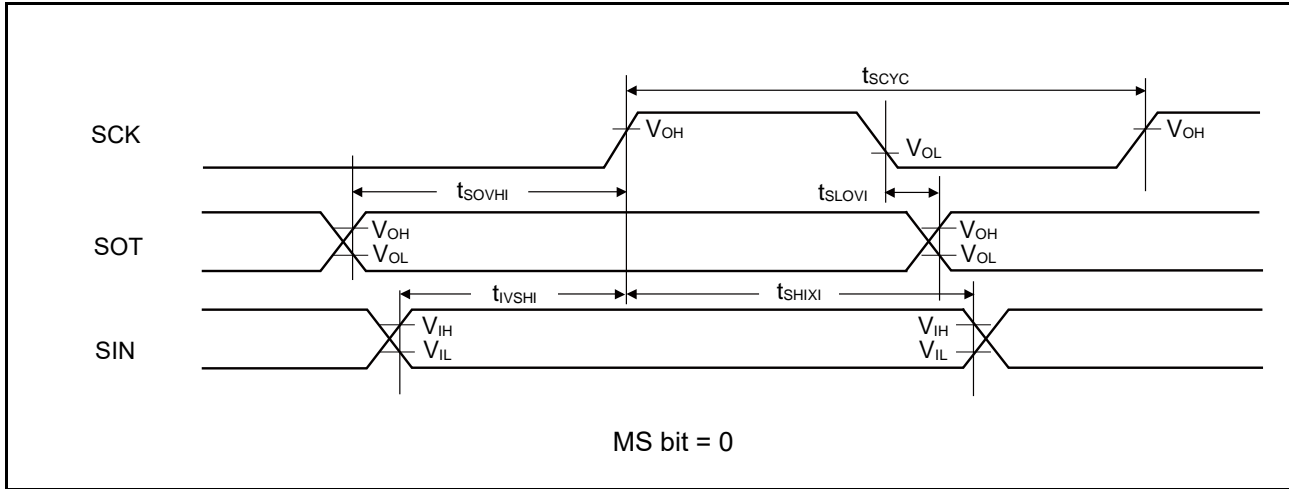 tSCYC
SCK
VOH
VOL
VOH
tSOVHI
tSLOVI
SOT
VOH
VOL
VOH
VOL
tIVSHI
tSHIXI
SIN
VIH
VIL
VIH
VIL
MS bit = 0